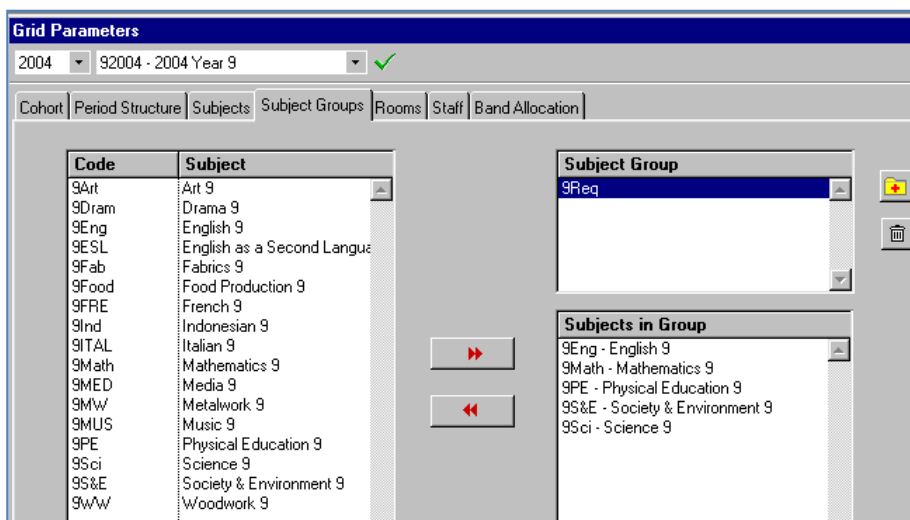 Grid Parameters
2004 92004 - 2004 Year 9
Cohort Period Structure Subjects Subject Groups Rooms Staff Band Allocation
Code Subject
9Art Art 9
9Dram Drama 9
9Eng English 9
9ESL English as a Second Langua
9Fab Fabrics 9
9Food Food Production 9
9FRE French 9
9Ind Indonesian 9
9ITAL Italian 9
9Math Mathematics 9
9MED Media 9
9MW Metalwork 9
9MUS Music 9
9PE Physical Education 9
9Sci Science 9
9S&E Society & Environment 9
9WW Woodwork 9
Subject Group
9Req
Subjects in Group
9Eng - English 9
9Math - Mathematics 9
9PE - Physical Education 9
9S&E - Society & Environment 9
9Sci - Science 9